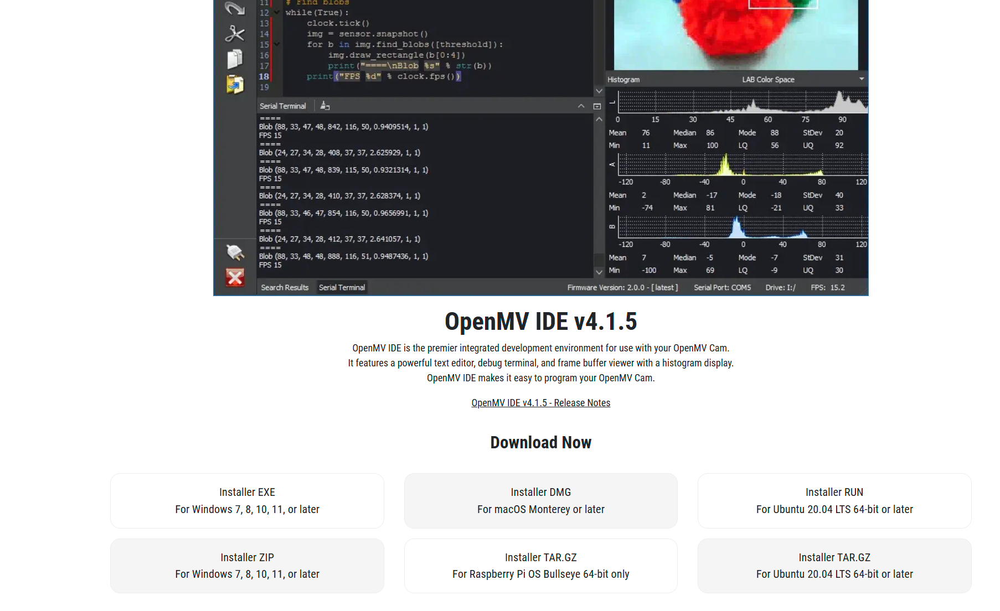 11 # Find blobs
12 while(True):
13 clock.tick()
14 img = sensor.snapshot()
15 for b in img.find_blobs([threshold]):
16 img.draw_rectangle(b[0:4])
17 print("====\nBlob %s" % str(b))
18 print("FPS %d" % clock.fps())
19
Serial Terminal
====
Blob (88, 33, 47, 48, 842, 116, 50, 0.9409514, 1, 1)
FPS 15
====
Blob (24, 27, 34, 28, 408, 37, 37, 2.625929, 1, 1)
====
Blob (88, 33, 47, 48, 839, 115, 50, 0.9321314, 1, 1)
FPS 15
====
Blob (24, 27, 34, 28, 410, 37, 37, 2.628374, 1, 1)
====
Blob (88, 33, 46, 47, 854, 116, 50, 0.9656991, 1, 1)
FPS 15
====
Blob (24, 27, 34, 28, 412, 37, 37, 2.641057, 1, 1)
====
Blob (88, 33, 48, 48, 888, 116, 51, 0.9487436, 1, 1)
FPS 15
Histogram LAB Color Space
L
0 15 30 45 60 75 90
Mean 76 Median 86 Mode 88 StDev 20
Min 11 Max 100 LQ 56 UQ 92
A
-120 -80 -40 0 40 80 120
Mean 2 Median -17 Mode -18 StDev 40
Min -74 Max 81 LQ -21 UQ 33
B
-120 -80 -40 0 40 80 120
Mean 7 Median -5 Mode -7 StDev 31
Min -100 Max 69 LQ -9 UQ 30
Search Results Serial Terminal Firmware Version: 2.0.0 - [ latest ] Serial Port: COM5 Drive: I:/ FPS: 15.2
OpenMV IDE v4.1.5
OpenMV IDE is the premier integrated development environment for use with your OpenMV Cam.
It features a powerful text editor, debug terminal, and frame buffer viewer with a histogram display.
OpenMV IDE makes it easy to program your OpenMV Cam.
OpenMV IDE v4.1.5 - Release Notes
Download Now
Installer EXE
For Windows 7, 8, 10, 11, or later
Installer DMG
For macOS Monterey or later
Installer RUN
For Ubuntu 20.04 LTS 64-bit or later
Installer ZIP
For Windows 7, 8, 10, 11, or later
Installer TAR.GZ
For Raspberry Pi OS Bullseye 64-bit only
Installer TAR.GZ
For Ubuntu 20.04 LTS 64-bit or later